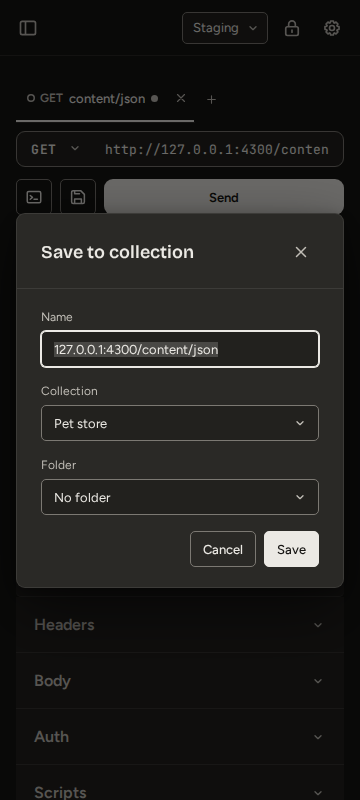 Staging
GET content/json
GET http://127.0.0.1:4300/conten
Send
Save to collection
Name
127.0.0.1:4300/content/json
Collection
Pet store
Folder
No folder
Cancel Save
Headers
Body
Auth
Scripts